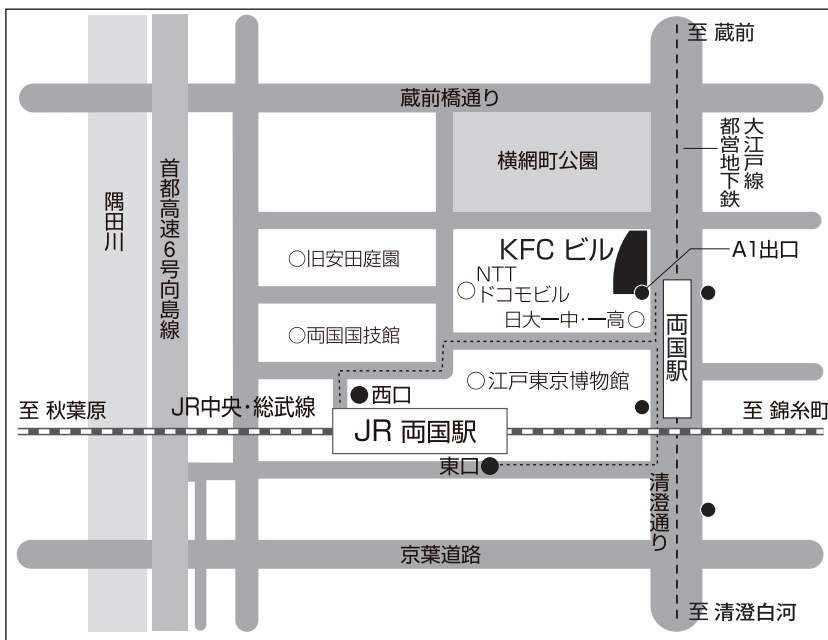 至 蔵前
蔵前橋通り
大江戸線
都営地下鉄
横網町公園
首都高速6号向島線
隅田川
KFC ビル
A1出口
○旧安田庭園
NTT
○ドコモビル
日大一中・一高○
両国駅
○両国国技館
○江戸東京博物館
●西口
至 秋葉原
JR中央・総武線
至 錦糸町
JR 両国駅
東口●
清澄通り
京葉道路
至 清澄白河